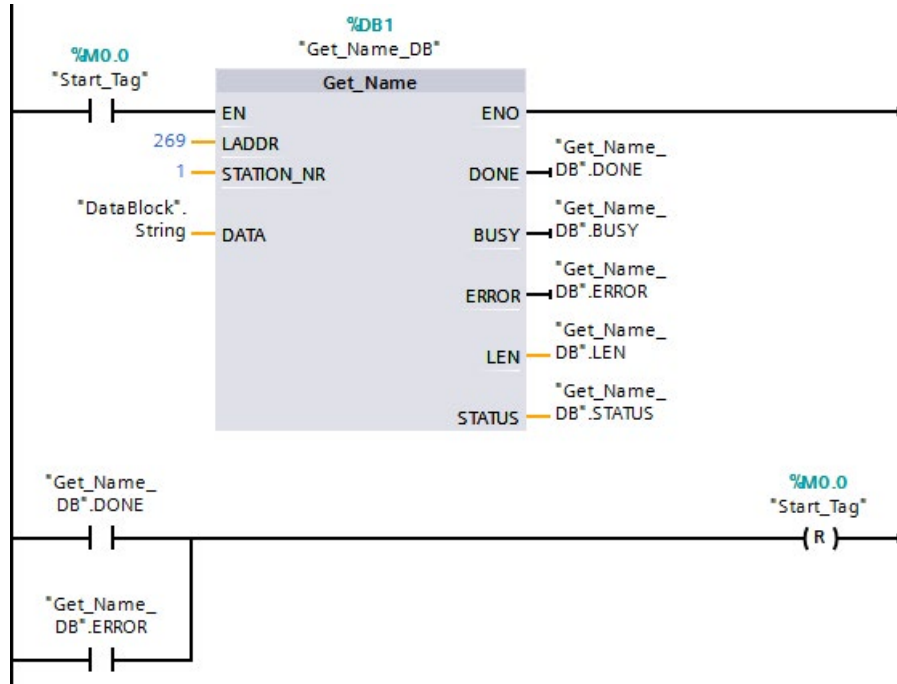 %DB1
"Get_Name_DB"
%M0.0
"Start_Tag"
Get_Name
EN
ENO
269
LADDR
1
STATION_NR
"DataBlock".
String
DATA
DONE
"Get_Name_
DB".DONE
BUSY
"Get_Name_
DB".BUSY
ERROR
"Get_Name_
DB".ERROR
LEN
"Get_Name_
DB".LEN
STATUS
"Get_Name_
DB".STATUS
"Get_Name_
DB".DONE
%M0.0
"Start_Tag"
R
"Get_Name_
DB".ERROR